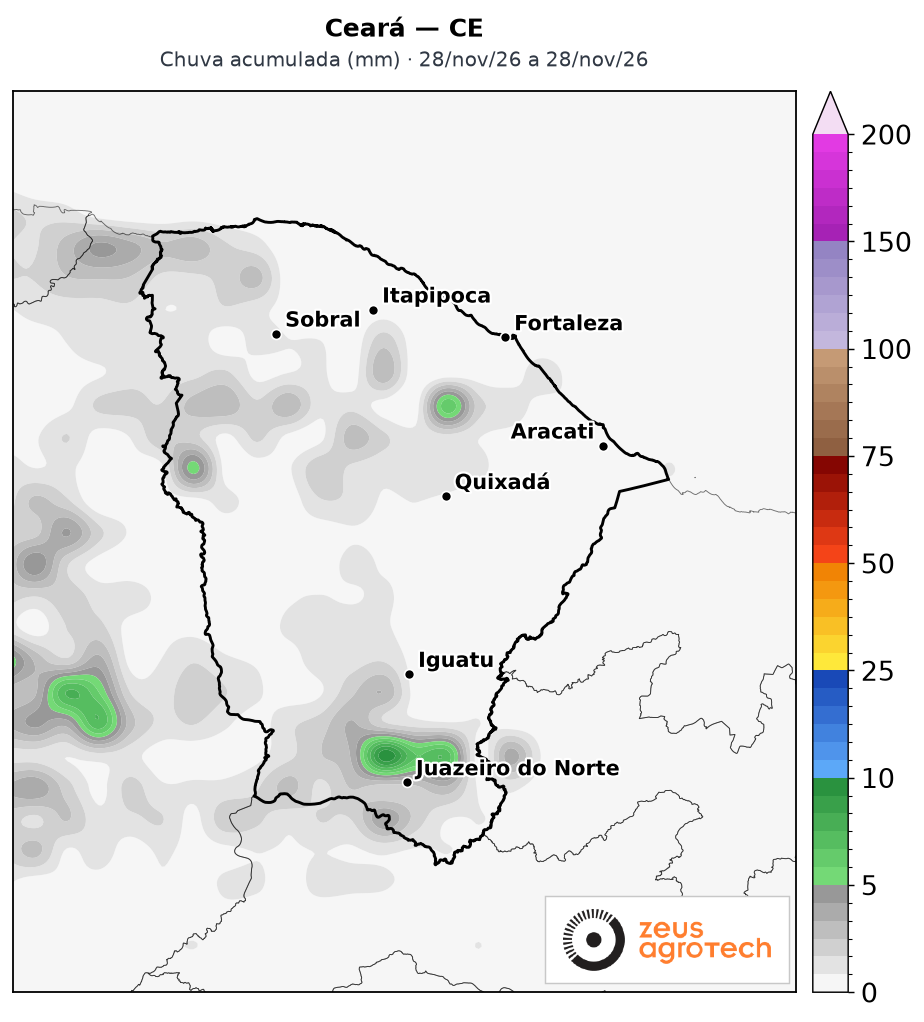 Ceará — CE
Chuva acumulada (mm) · 28/nov/26 a 28/nov/26
200
150
100
75
50
25
10
5
0
Itapipoca
Sobral
Fortaleza
Aracati
Quixadá
Iguatu
Juazeiro do Norte
zeus
agrotech